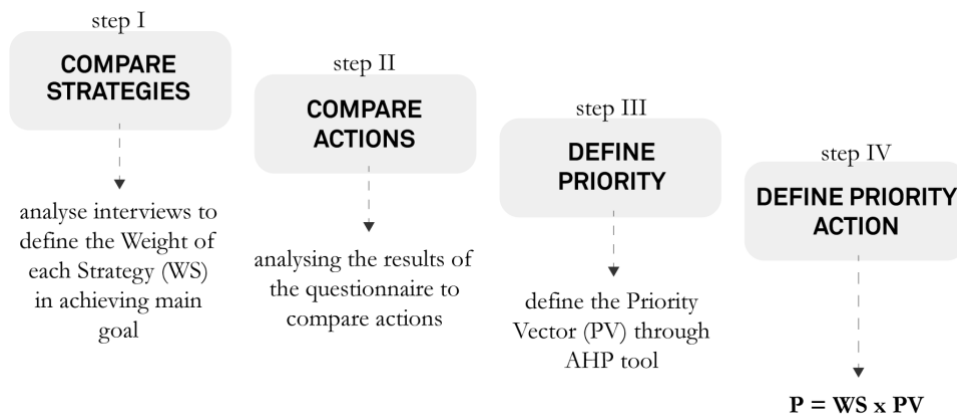 step I
COMPARE
STRATEGIES
analyse interviews to
define the Weight of
each Strategy (WS)
in achieving main
goal
step II
COMPARE
ACTIONS
analysing the results of
the questionnaire to
compare actions
step III
DEFINE
PRIORITY
define the Priority
Vector (PV) through
AHP tool
step IV
DEFINE PRIORITY
ACTION
P = WS x PV